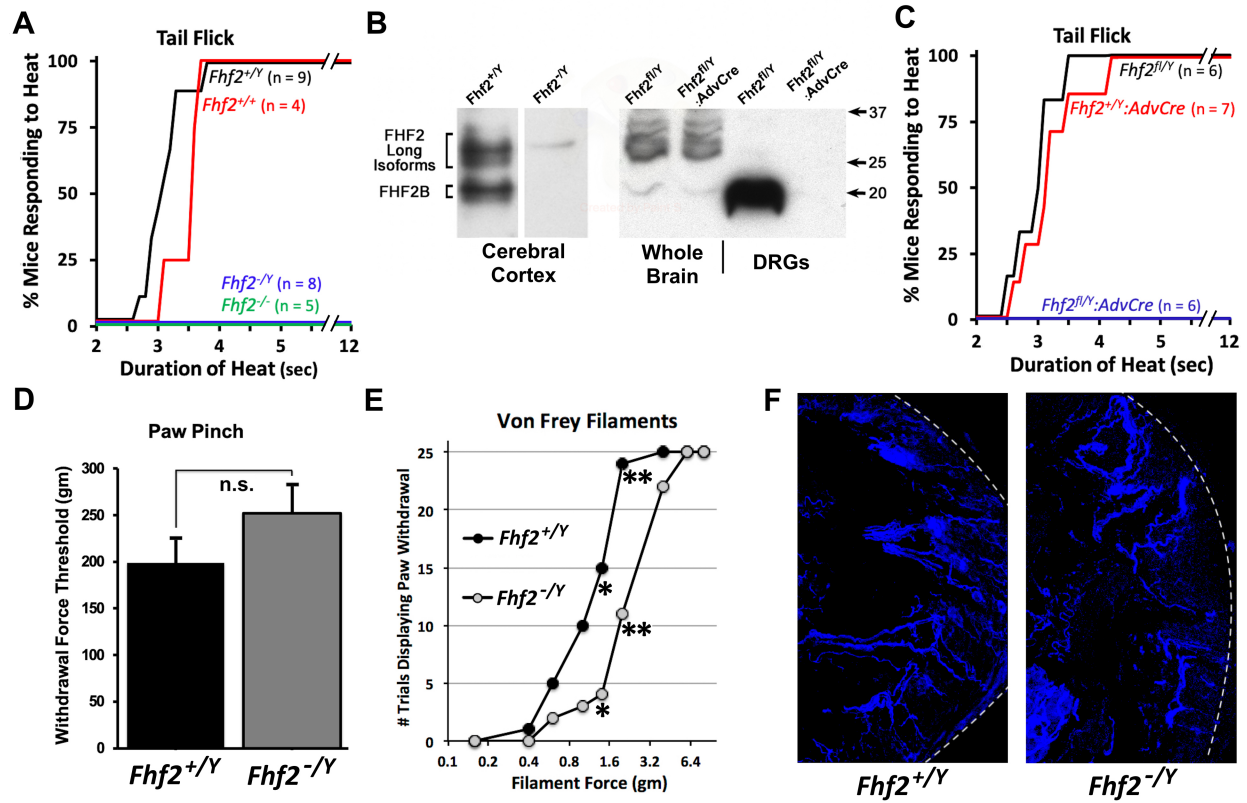 A
Tail Flick
% Mice Responding to Heat
100
75
50
25
0
Fhf2+/Y (n = 9)
Fhf2+/+ (n = 4)
Fhf2-/Y (n = 8)
Fhf2-/- (n = 5)
2 3 4 5 12
Duration of Heat (sec)
B
Fhf2+/Y
Fhf2-/Y
Fhf2fl/Y
Fhf2fl/Y
:AdvCre
Fhf2fl/Y
Fhf2fl/Y
:AdvCre
FHF2
Long
Isoforms
FHF2B
37
25
20
Cerebral
Cortex
Whole
Brain
DRGs
C
Tail Flick
% Mice Responding to Heat
100
75
50
25
0
Fhf2fl/Y (n = 6)
Fhf2+/Y:AdvCre (n = 7)
Fhf2fl/Y:AdvCre (n = 6)
2 3 4 5 12
Duration of Heat (sec)
D
Paw Pinch
Withdrawal Force Threshold (gm)
300
250
200
150
100
50
0
n.s.
Fhf2+/Y Fhf2-/Y
E
Von Frey Filaments
# Trials Displaying Paw Withdrawal
25
20
15
10
5
0
Fhf2+/Y
Fhf2-/Y
**
*
**
*
0.1 0.2 0.4 0.8 1.6 3.2 6.4
Filament Force (gm)
F
Fhf2+/Y
Fhf2-/Y